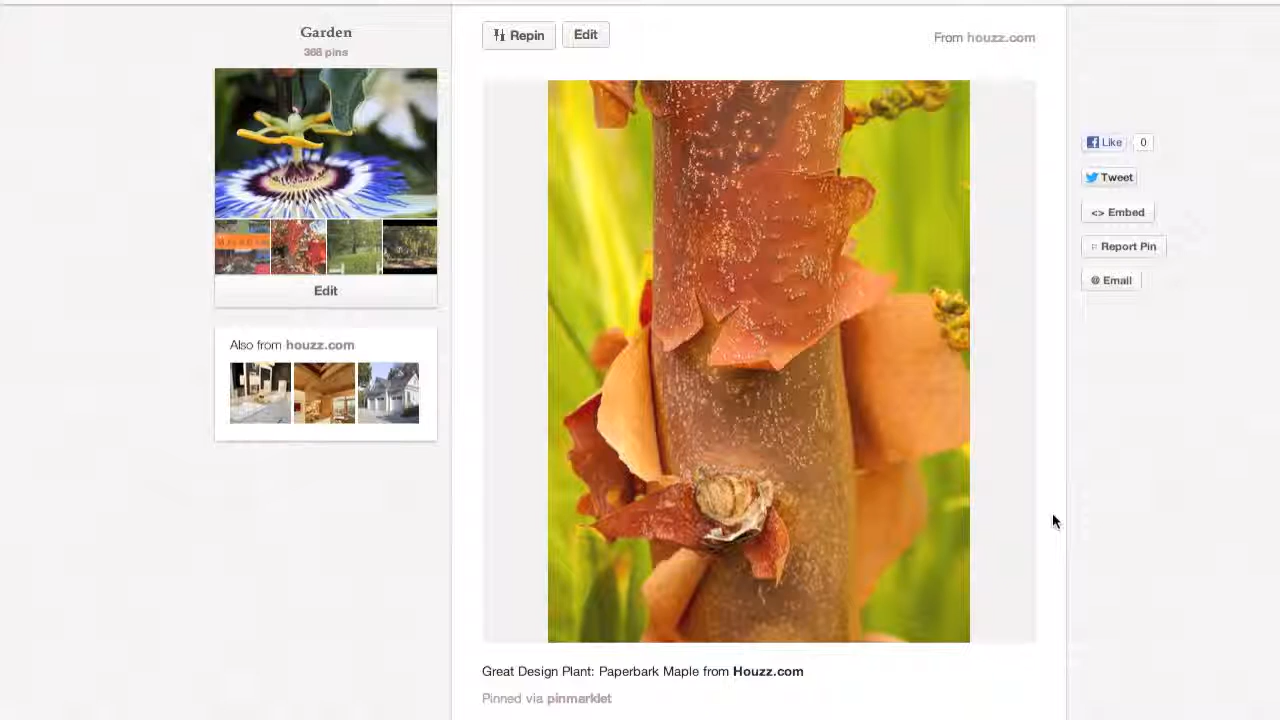 Garden
368 pins
Edit
Also from houzz.com
Repin
Edit
From houzz.com
Great Design Plant: Paperbark Maple from Houzz.com
Pinned via pinmarklet
Like
0
Tweet
<> Embed
Report Pin
@ Email